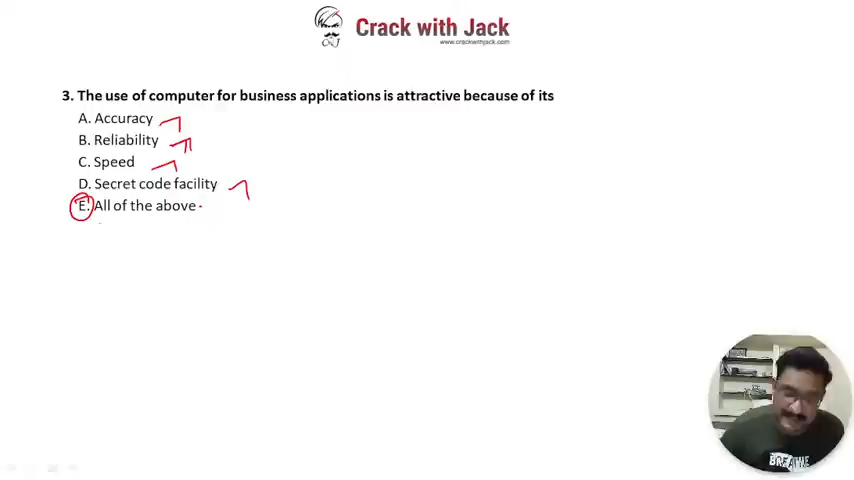 Crack with Jack
www.crackwithjack.com
3. The use of computer for business applications is attractive because of its
A. Accuracy
B. Reliability
C. Speed
D. Secret code facility
E. All of the above